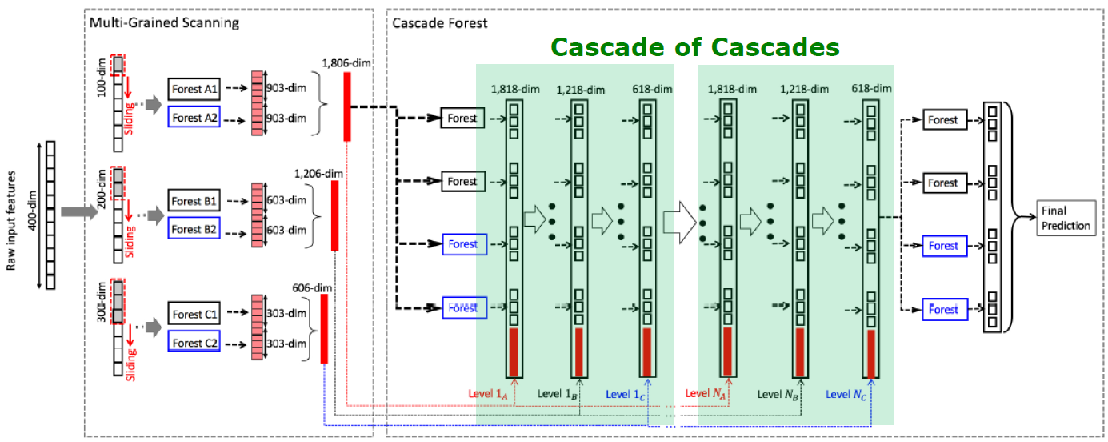 Multi-Grained Scanning
Cascade Forest
Cascade of Cascades
Raw input features
400-dim
100-dim
Sliding
Forest A1
Forest A2
903-dim
903-dim
1,806-dim
200-dim
Sliding
Forest B1
Forest B2
603-dim
603-dim
1,206-dim
300-dim
Sliding
Forest C1
Forest C2
303-dim
303-dim
606-dim
Forest
Forest
Forest
Forest
1,818-dim
1,218-dim
618-dim
1,818-dim
1,218-dim
618-dim
Level 1A
Level 1B
Level 1C
Level NA
Level NB
Level NC
Forest
Forest
Forest
Forest
Final
Prediction